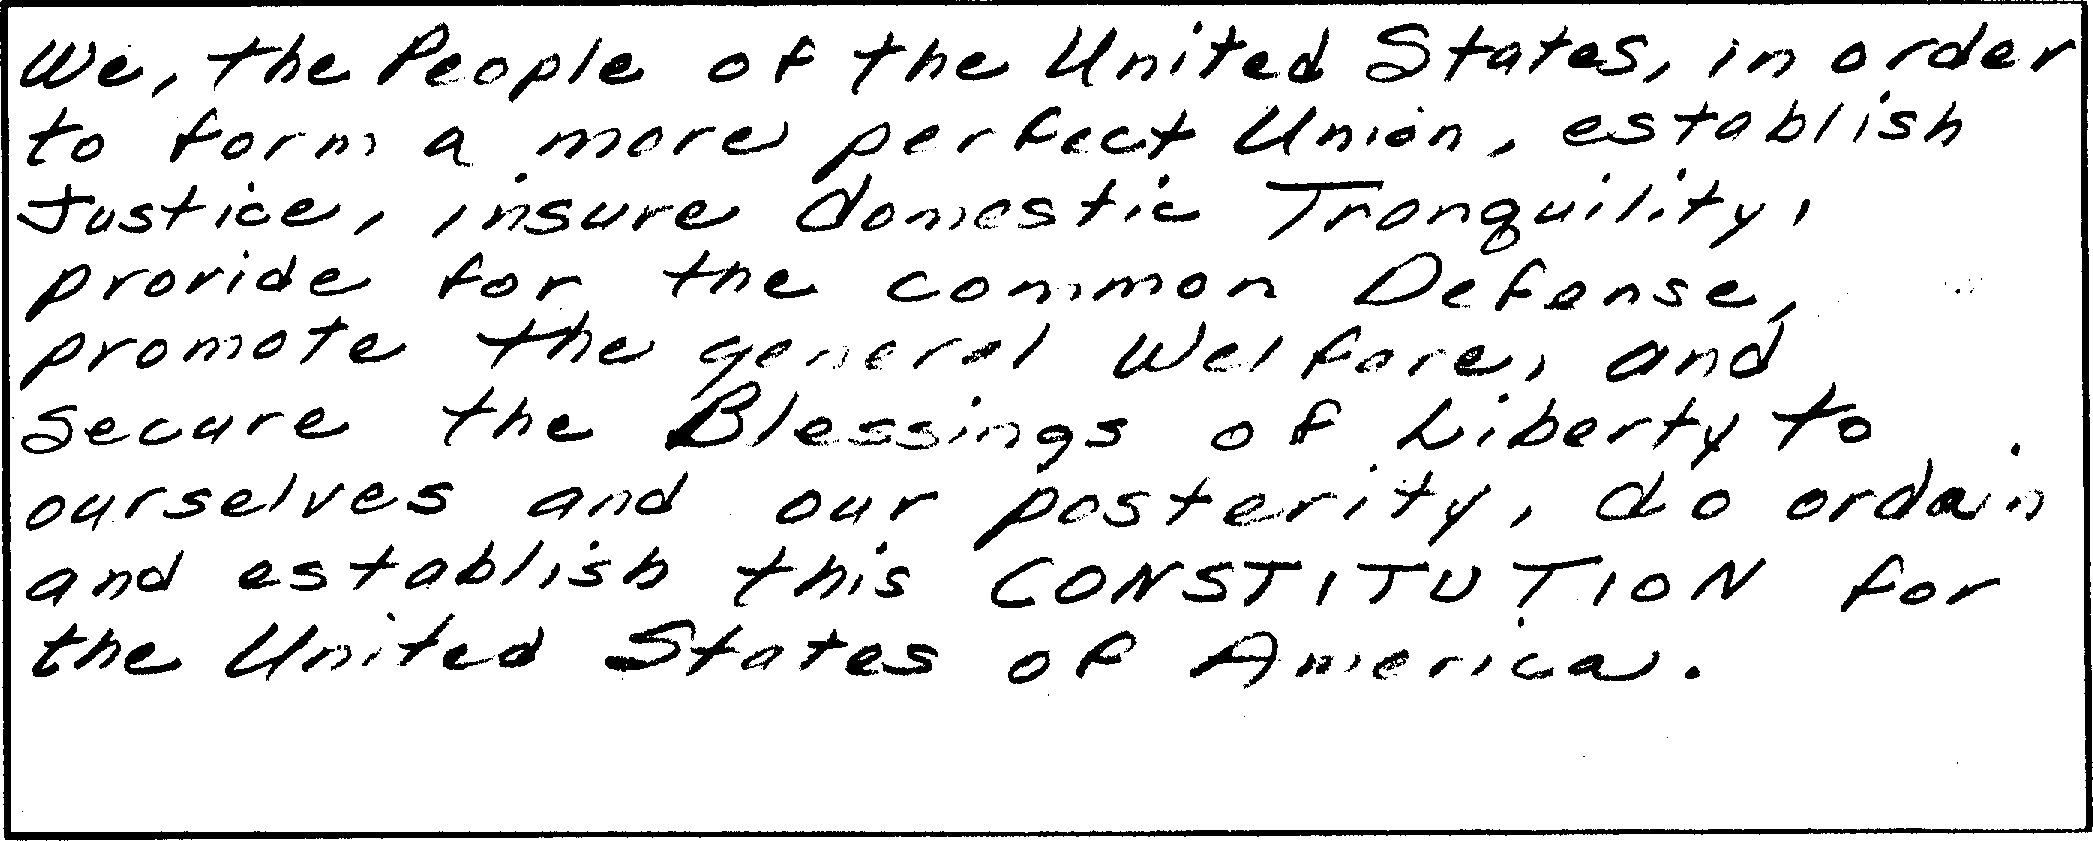 We, the People of the United States, in order
to form a more perfect Union, establish
Justice, insure domestic Tranquility,
provide for the common Defense,
promote the general Welfare, and
secure the Blessings of Liberty to
ourselves and our posterity, do ordain
and establish this CONSTITUTION for
the United States of America.